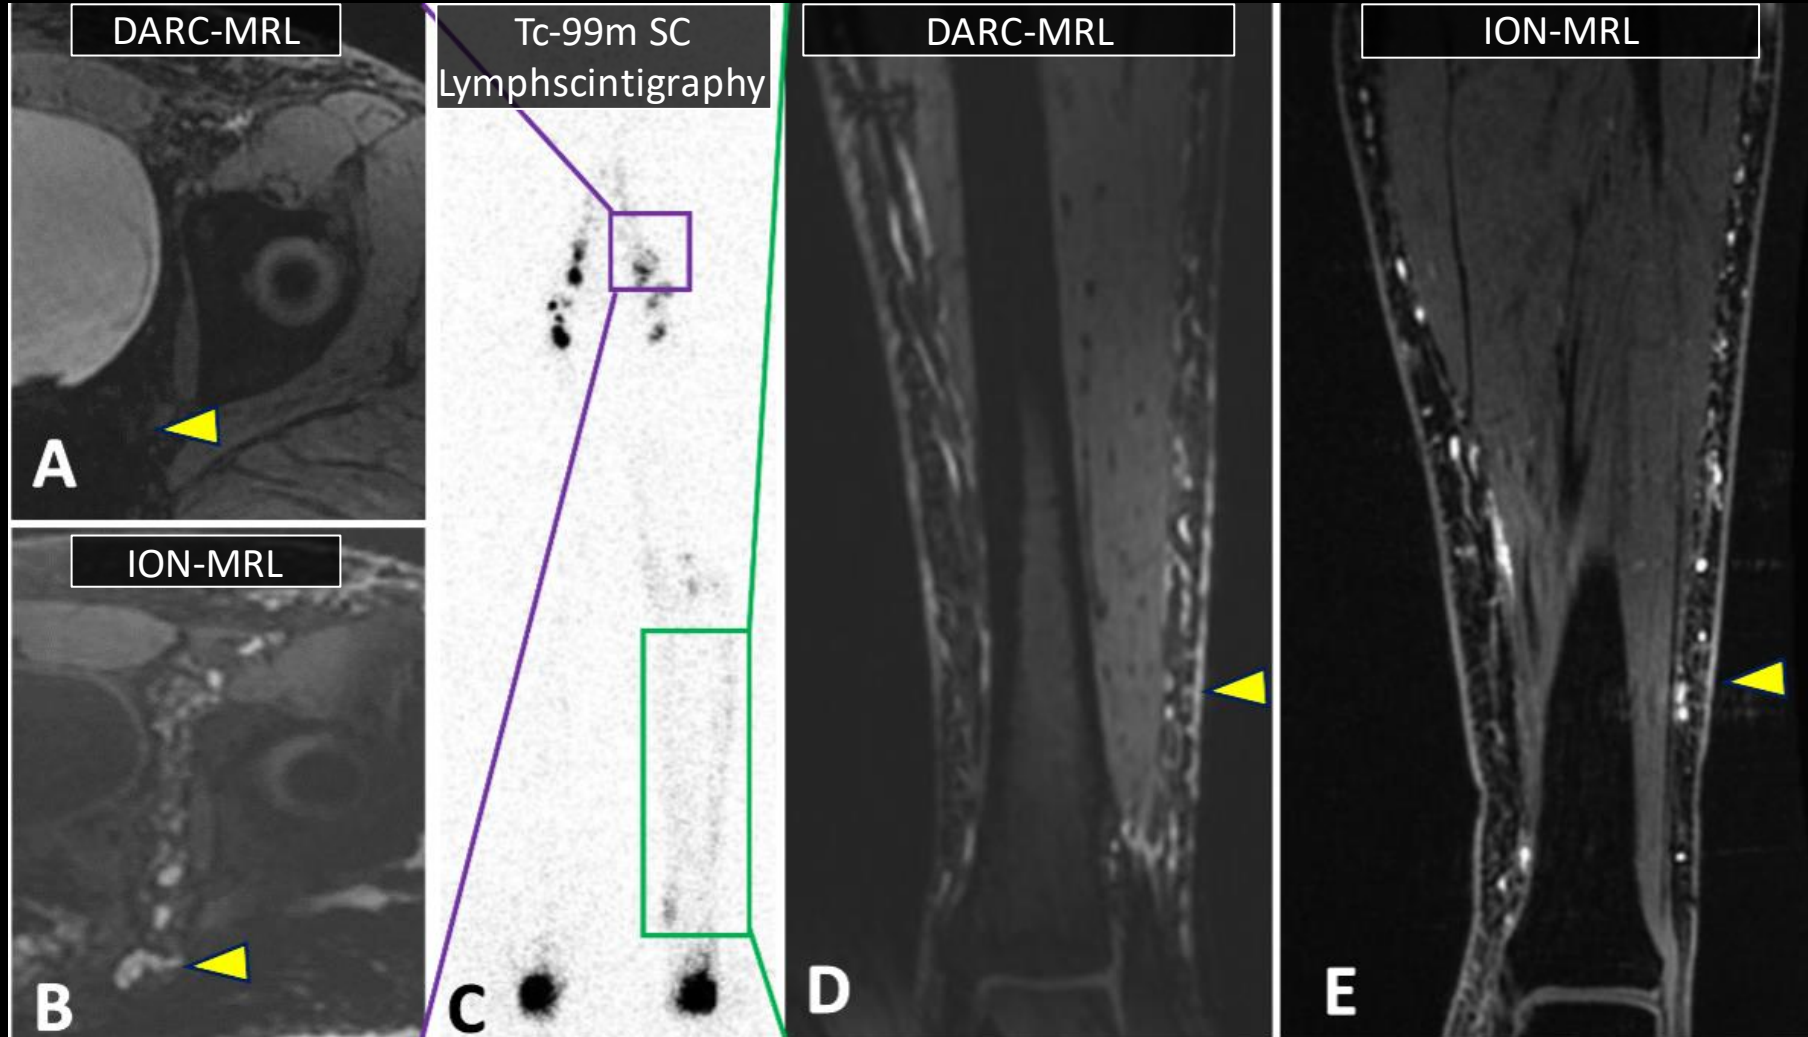 DARC-MRL
A
ION-MRL
B
Tc-99m SC
Lymphscintigraphy
C
DARC-MRL
D
ION-MRL
E